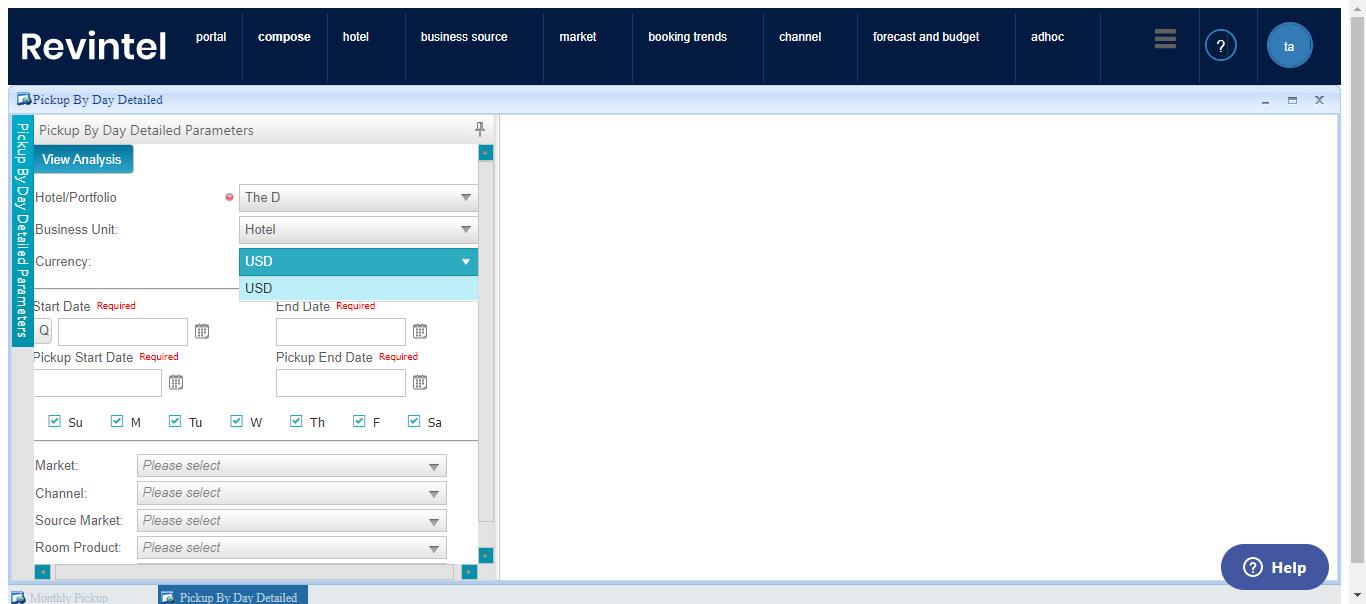 Revintel portal compose hotel business source market booking trends channel forecast and budget adhoc ? ta
Pickup By Day Detailed
Pickup By Day Detailed Parameters
Pickup By Day Detailed Parameters
View Analysis
Hotel/Portfolio The D
Business Unit: Hotel
Currency: USD
USD
Start Date Required End Date Required
Q
Pickup Start Date Required Pickup End Date Required
Su M Tu W Th F Sa
Market: Please select
Channel: Please select
Source Market: Please select
Room Product: Please select
? Help
Monthly Pickup Pickup By Day Detailed